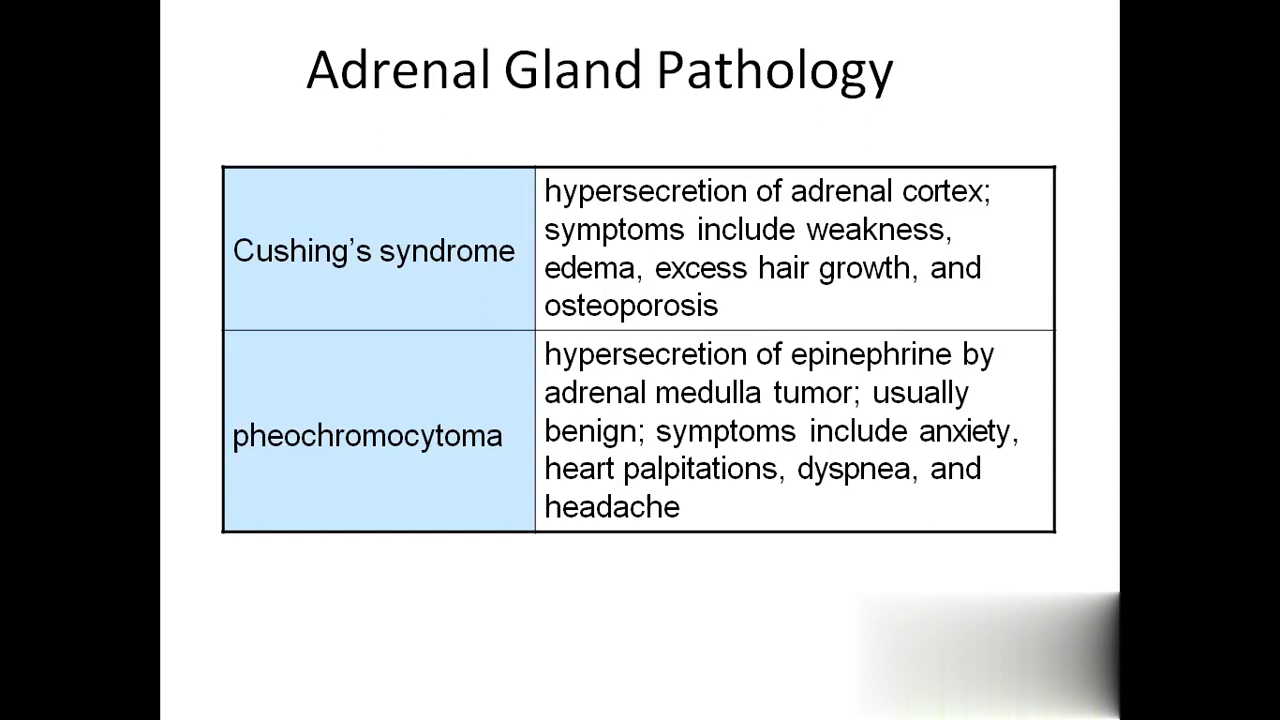 Adrenal Gland Pathology
Cushing’s syndrome
hypersecretion of adrenal cortex;
symptoms include weakness,
edema, excess hair growth, and
osteoporosis
pheochromocytoma
hypersecretion of epinephrine by
adrenal medulla tumor; usually
benign; symptoms include anxiety,
heart palpitations, dyspnea, and
headache